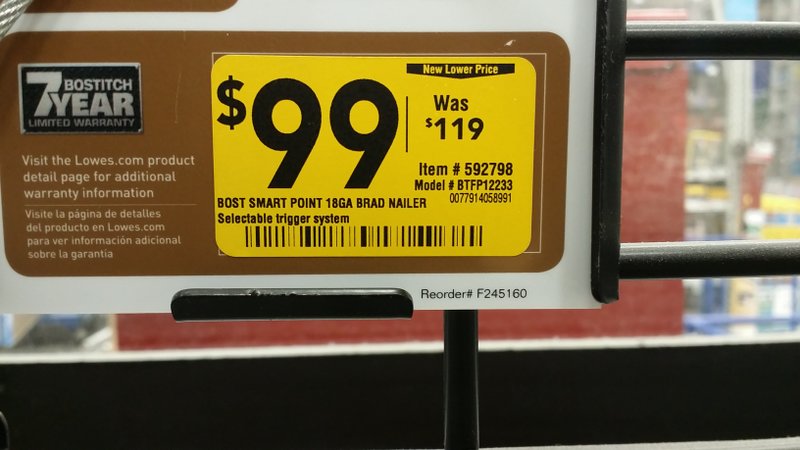 7 BOSTITCH
YEAR
LIMITED WARRANTY
Visit the Lowes.com product
detail page for additional
warranty information
Visite la página de detalles
del producto en Lowes.com
para ver información adicional
sobre la garantía
New Lower Price
$99
Was
$119
Item # 592798
Model # BTFP12233
0077914058991
BOST SMART POINT 18GA BRAD NAILER
Selectable trigger system
Reorder# F245160